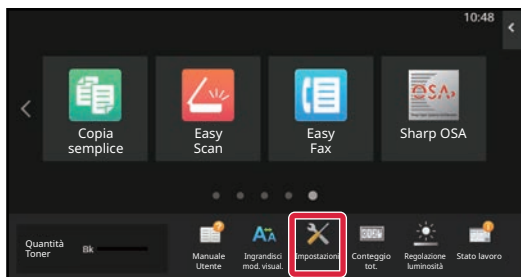 10:48
Copia
semplice
Easy
Scan
Easy
Fax
OSA
Sharp OSA
Quantità
Toner
Bk
Manuale
Utente
Ingrandisci
mod. visual.
Impostazioni
Conteggio
tot.
Regolazione
luminosità
Stato lavoro